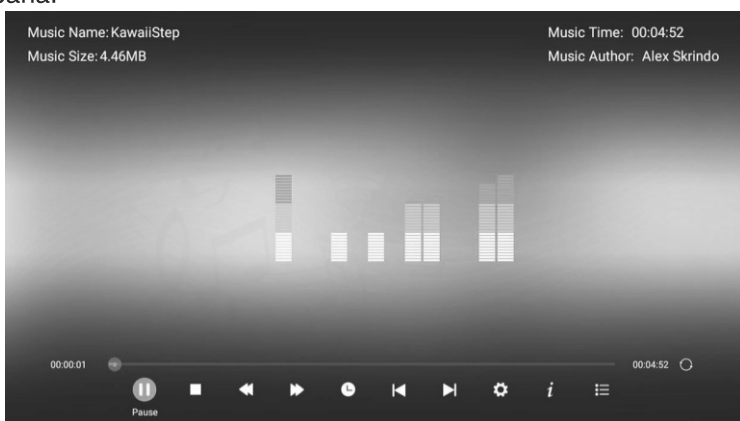 Music Name: KawaiiStep
Music Time: 00:04:52
Music Size: 4.46MB
Music Author: Alex Skrindo
00:00:01
00:04:52
Pause